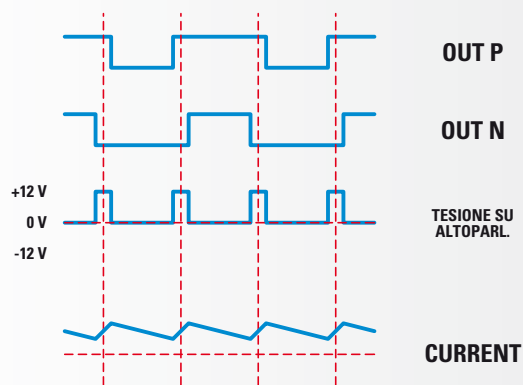 OUT P
OUT N
+12 V
0 V
-12 V
TESIONE SU
ALTOPARL.
CURRENT